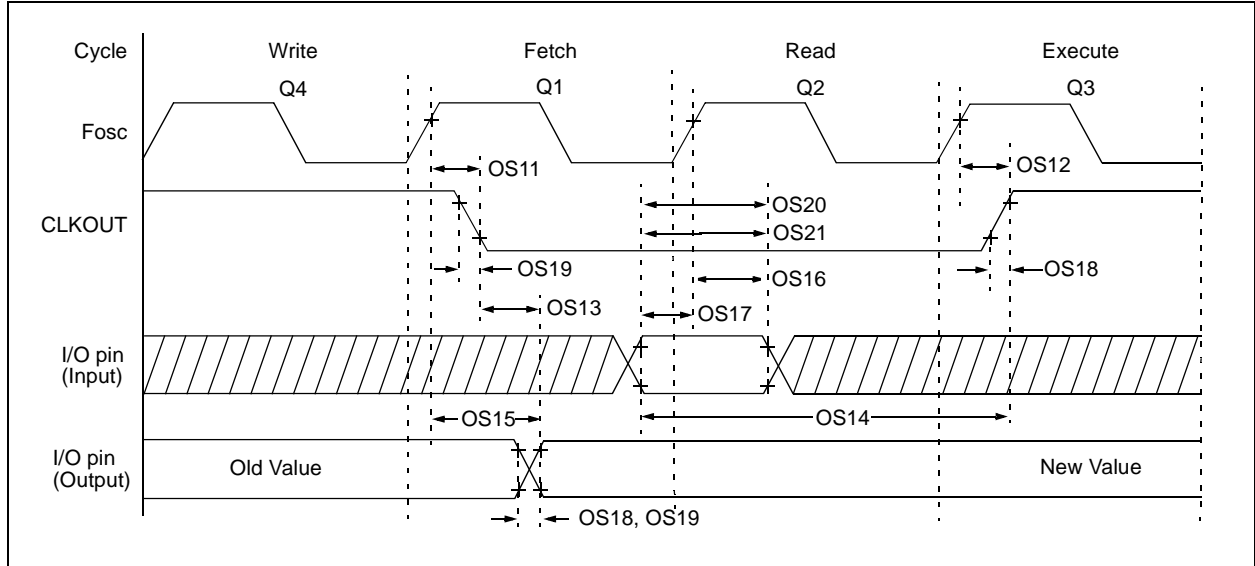 Cycle Write Fetch Read Execute
Q4 Q1 Q2 Q3
Fosc
OS11 OS12
OS20
CLKOUT
OS21
OS19 OS16 OS18
OS13 OS17
I/O pin
(Input)
OS15 OS14
I/O pin
(Output)
Old Value New Value
OS18, OS19